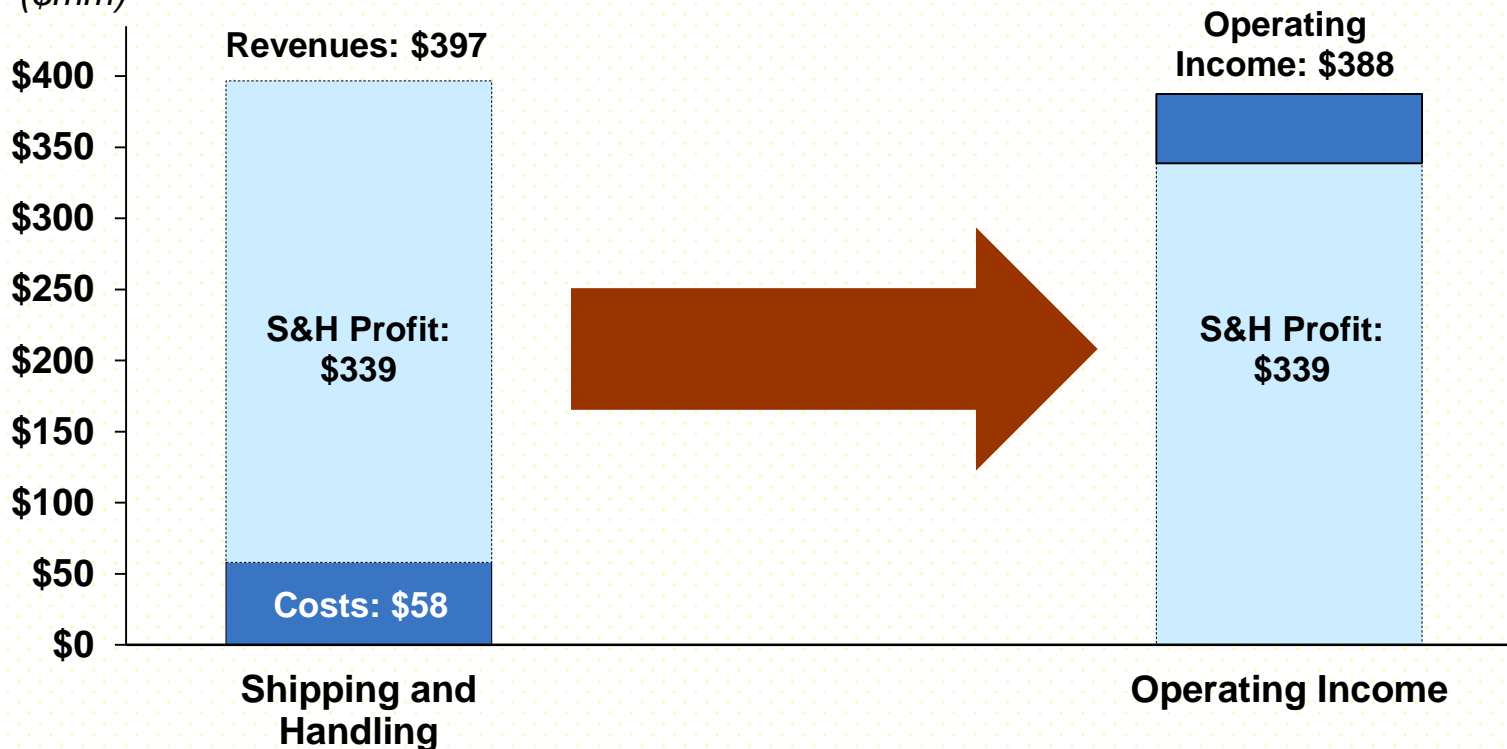 ($mm)
Revenues: $397
Operating
Income: $388
$400
$350
$300
$250
$200
$150
$100
$50
$0
S&H Profit:
$339
S&H Profit:
$339
Costs: $58
Shipping and
Handling
Operating Income